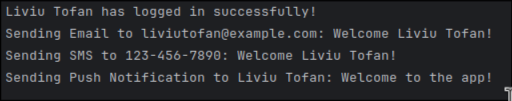 Liviu Tofan has logged in successfully!
Sending Email to liviutofan@example.com: Welcome Liviu Tofan!
Sending SMS to 123-456-7890: Welcome Liviu Tofan!
Sending Push Notification to Liviu Tofan: Welcome to the app!